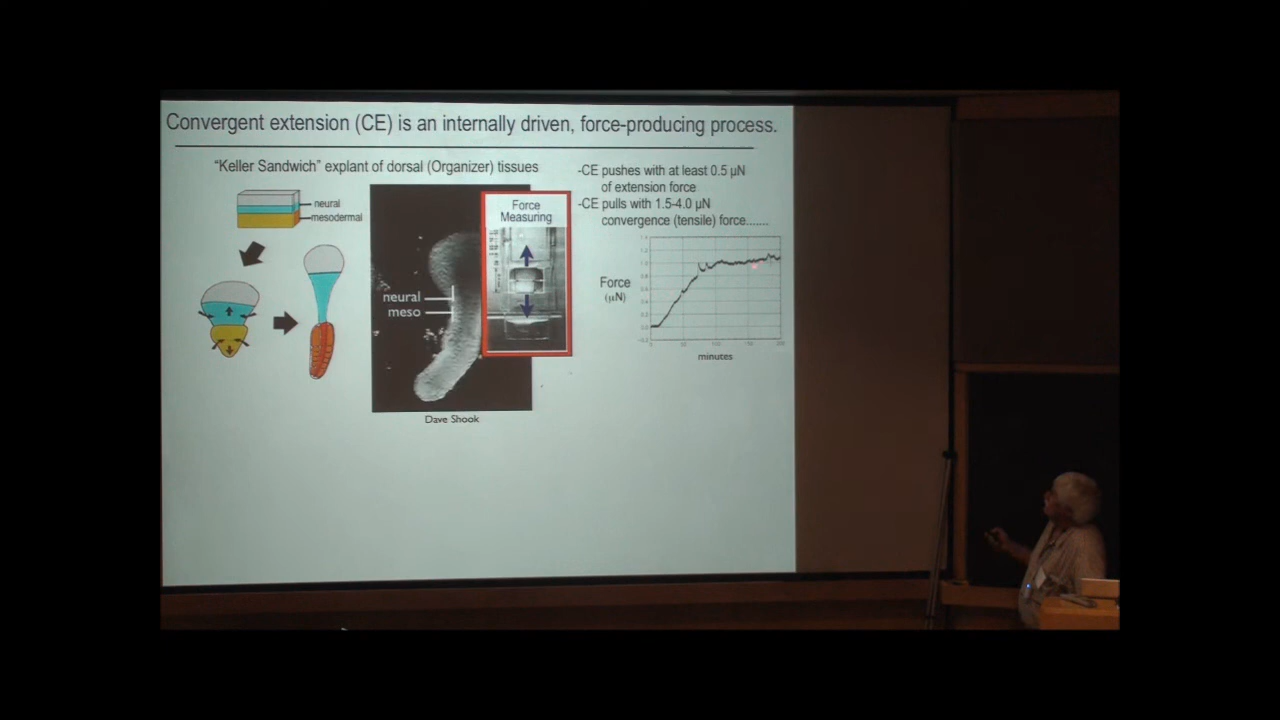 Convergent extension (CE) is an internally driven, force-producing process.
“Keller Sandwich” explant of dorsal (Organizer) tissues
neural
mesodermal
neural
meso
Dave Shook
Force
Measuring
-CE pushes with at least 0.5 µN
of extension force
-CE pulls with 1.5-4.0 µN
convergence (tensile) force.......
Force
(µN)
minutes